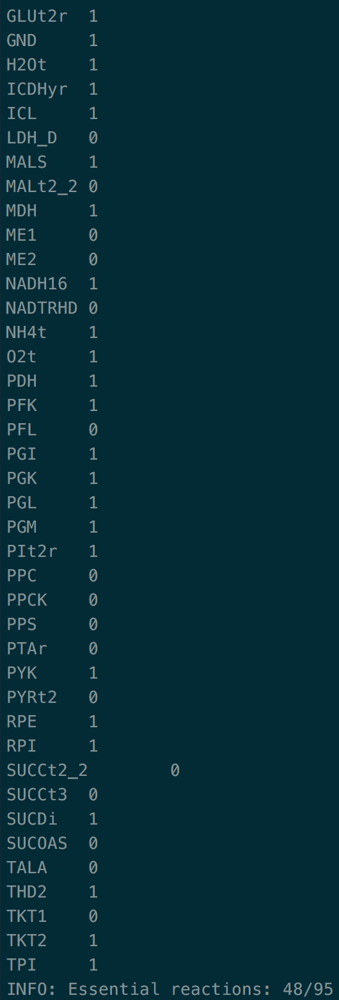 GLUt2r 1
GND 1
H2Ot 1
ICDHyr 1
ICL 1
LDH_D 0
MALS 1
MALt2_2 0
MDH 1
ME1 0
ME2 0
NADH16 1
NADTRHD 0
NH4t 1
O2t 1
PDH 1
PFK 1
PFL 0
PGI 1
PGK 1
PGL 1
PGM 1
PIt2r 1
PPC 0
PPCK 0
PPS 0
PTAr 0
PYK 1
PYRt2 0
RPE 1
RPI 1
SUCCt2_2 0
SUCCt3 0
SUCDi 1
SUCOAS 0
TALA 0
THD2 1
TKT1 0
TKT2 1
TPI 1
INFO: Essential reactions: 48/95